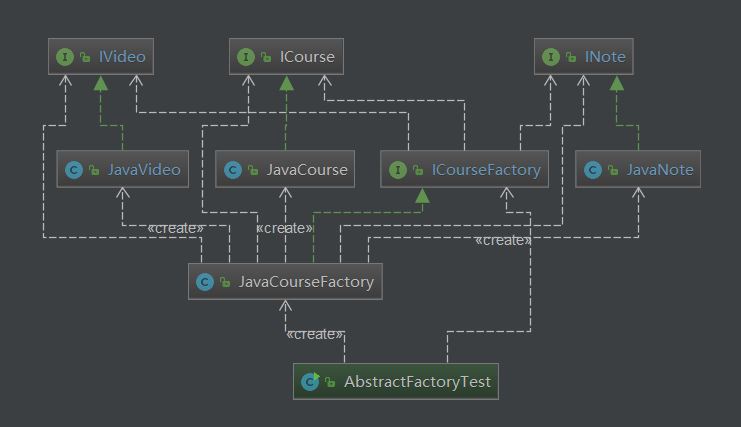 I IVideo
I ICourse
I INote
C JavaVideo
C JavaCourse
I ICourseFactory
C JavaNote
«create»
«create»
«create»
C JavaCourseFactory
«create»
C AbstractFactoryTest